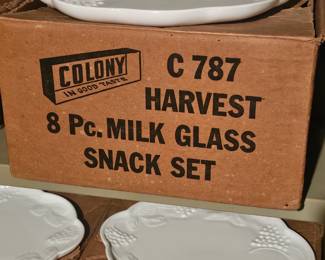 COLONY
IN GOOD TASTE
C 787
HARVEST
8 Pc. MILK GLASS
SNACK SET